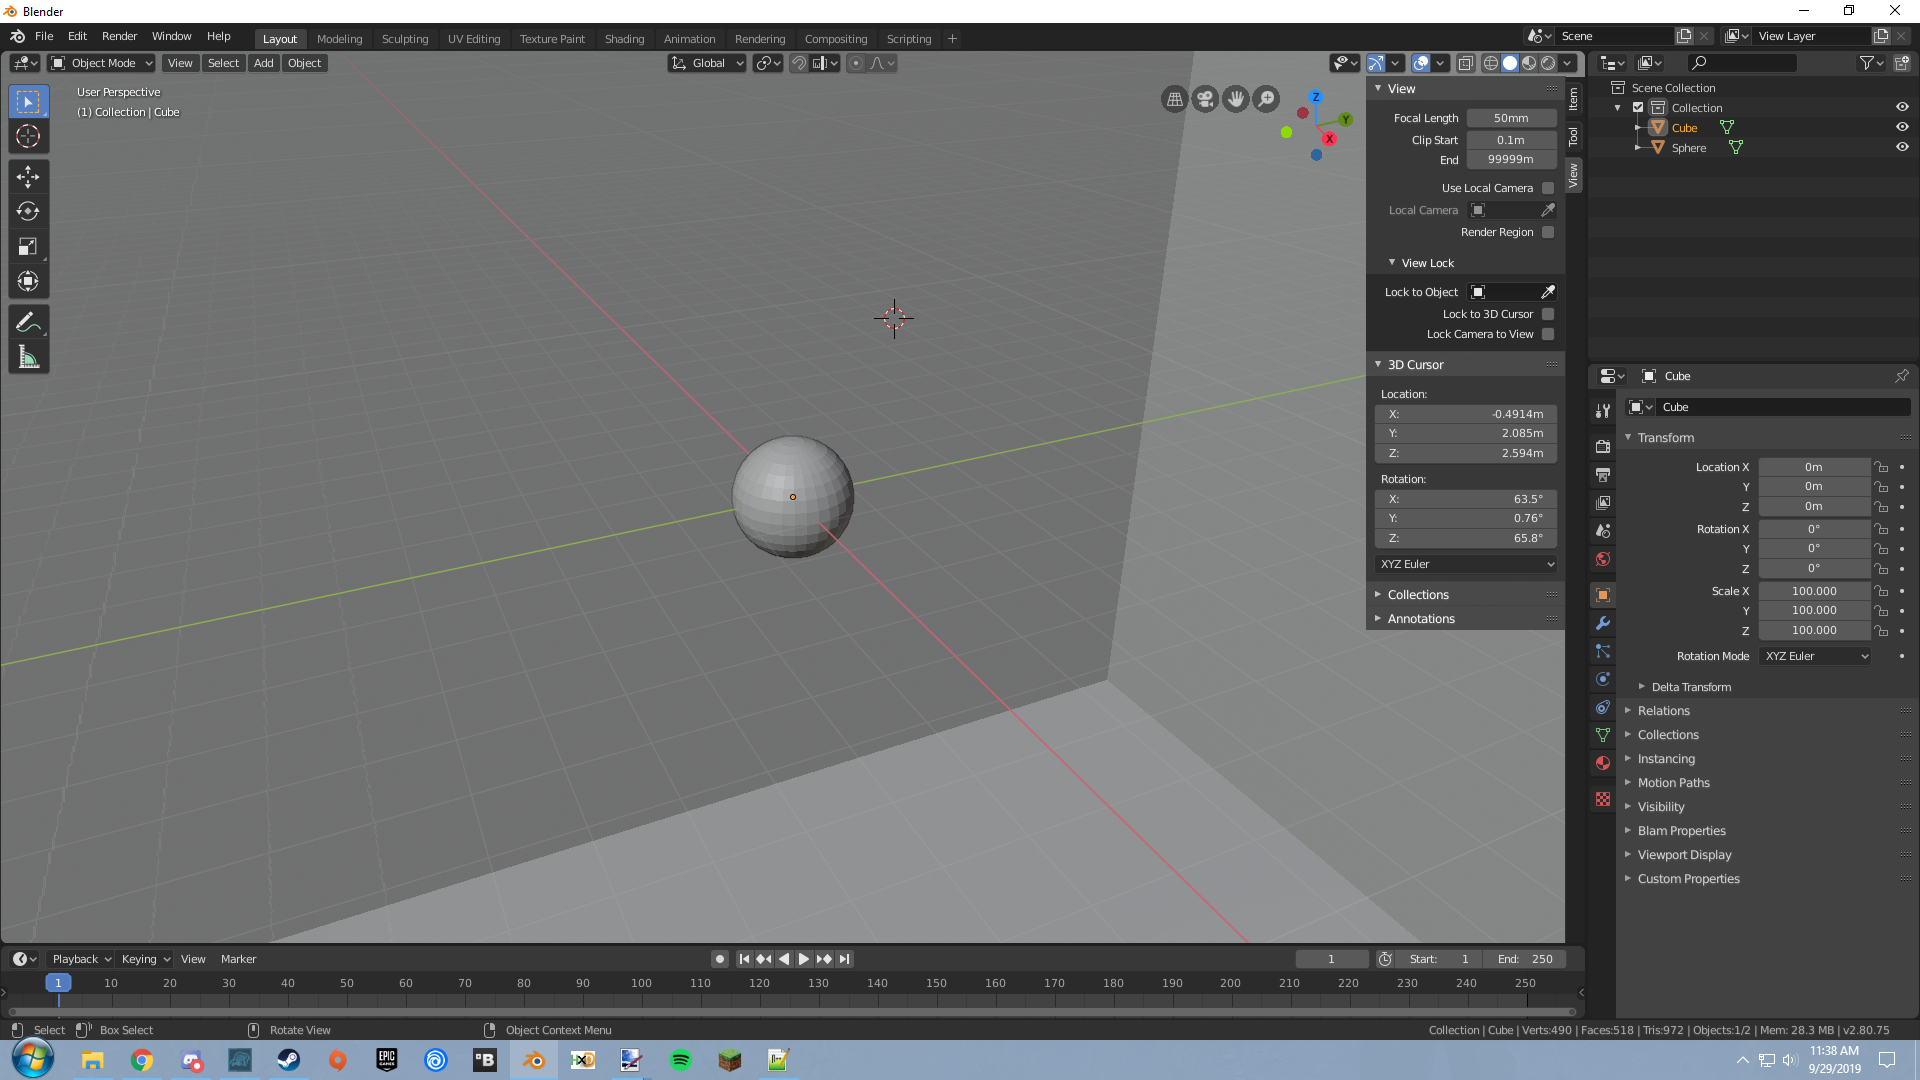 Blender
File Edit Render Window Help
Layout Modeling Sculpting UV Editing Texture Paint Shading Animation Rendering Compositing Scripting +
Scene
View Layer
Object Mode View Select Add Object
Global
User Perspective
(1) Collection | Cube
Z
Y
X
View
Focal Length 50mm
Clip Start 0.1m
End 99999m
Use Local Camera
Local Camera
Render Region
View Lock
Lock to Object
Lock to 3D Cursor
Lock Camera to View
3D Cursor
Location:
X: -0.4914m
Y: 2.085m
Z: 2.594m
Rotation:
X: 63.5°
Y: 0.76°
Z: 65.8°
XYZ Euler
Collections
Annotations
Item
Tool
View
Scene Collection
Collection
Cube
Sphere
Cube
Cube
Transform
Location X 0m
Y 0m
Z 0m
Rotation X 0°
Y 0°
Z 0°
Scale X 100.000
Y 100.000
Z 100.000
Rotation Mode XYZ Euler
Delta Transform
Relations
Collections
Instancing
Motion Paths
Visibility
Blam Properties
Viewport Display
Custom Properties
Playback Keying View Marker
1 Start: 1 End: 250
1 10 20 30 40 50 60 70 80 90 100 110 120 130 140 150 160 170 180 190 200 210 220 230 240 250
Select Box Select Rotate View Object Context Menu
Collection | Cube | Verts:490 | Faces:518 | Tris:972 | Objects:1/2 | Mem: 28.3 MB | v2.80.75
EPIC GAMES
B
11:38 AM
9/29/2019